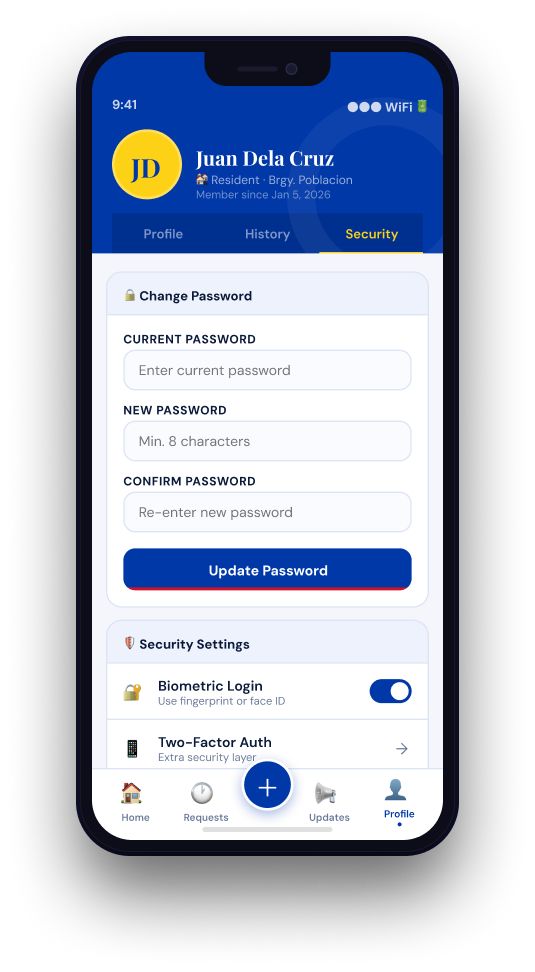 9:41
WiFi
JD
Juan Dela Cruz
Resident · Brgy. Poblacion
Member since Jan 5, 2026
Profile
History
Security
Change Password
CURRENT PASSWORD
Enter current password
NEW PASSWORD
Min. 8 characters
CONFIRM PASSWORD
Re-enter new password
Update Password
Security Settings
Biometric Login
Use fingerprint or face ID
Two-Factor Auth
Extra security layer
+
Home
Requests
Updates
Profile